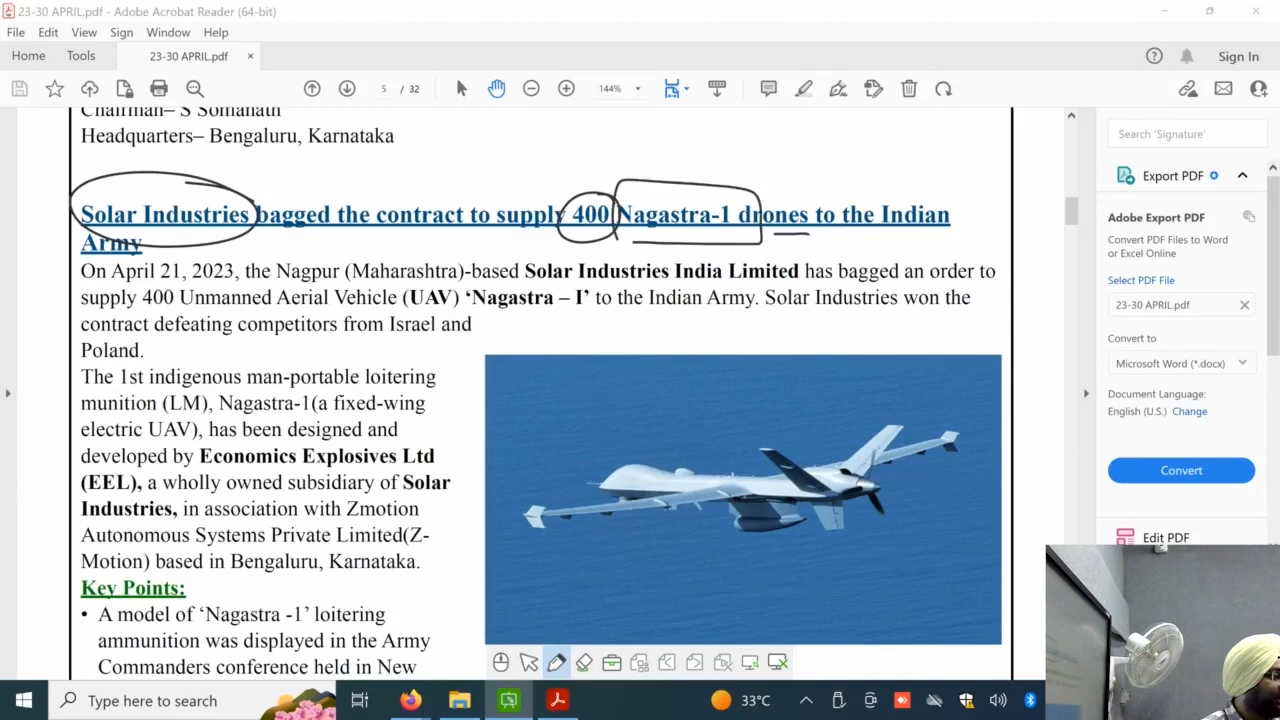 23-30 APRIL.pdf - Adobe Acrobat Reader (64-bit)
File Edit View Sign Window Help
Home Tools 23-30 APRIL.pdf × Sign In
5 / 32 144%
Chairman– S Somanath
Headquarters– Bengaluru, Karnataka
Solar Industries bagged the contract to supply 400 Nagastra-1 drones to the Indian
Army
On April 21, 2023, the Nagpur (Maharashtra)-based Solar Industries India Limited has bagged an order to
supply 400 Unmanned Aerial Vehicle (UAV) ‘Nagastra – I’ to the Indian Army. Solar Industries won the
contract defeating competitors from Israel and
Poland.
The 1st indigenous man-portable loitering
munition (LM), Nagastra-1(a fixed-wing
electric UAV), has been designed and
developed by Economics Explosives Ltd
(EEL), a wholly owned subsidiary of Solar
Industries, in association with Zmotion
Autonomous Systems Private Limited(Z-
Motion) based in Bengaluru, Karnataka.
Key Points:
• A model of ‘Nagastra -1’ loitering
ammunition was displayed in the Army
Commanders conference held in New
Search 'Signature'
Export PDF
Adobe Export PDF
Convert PDF Files to Word
or Excel Online
Select PDF File
23-30 APRIL.pdf
Convert to
Microsoft Word (*.docx)
Document Language:
English (U.S.) Change
Convert
Edit PDF
Type here to search
33°C